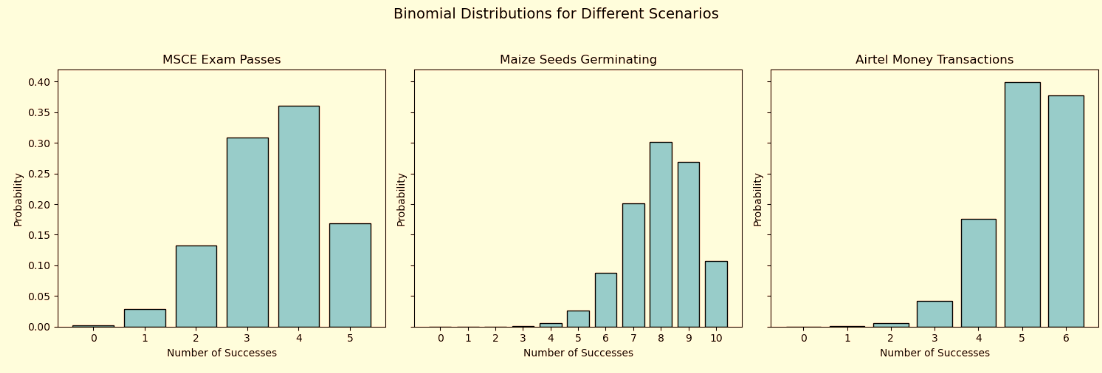 Binomial Distributions for Different Scenarios
MSCE Exam Passes
Probability
0.40
0.35
0.30
0.25
0.20
0.15
0.10
0.05
0.00
0 1 2 3 4 5
Number of Successes
Maize Seeds Germinating
Probability
0 1 2 3 4 5 6 7 8 9 10
Number of Successes
Airtel Money Transactions
Probability
0 1 2 3 4 5 6
Number of Successes